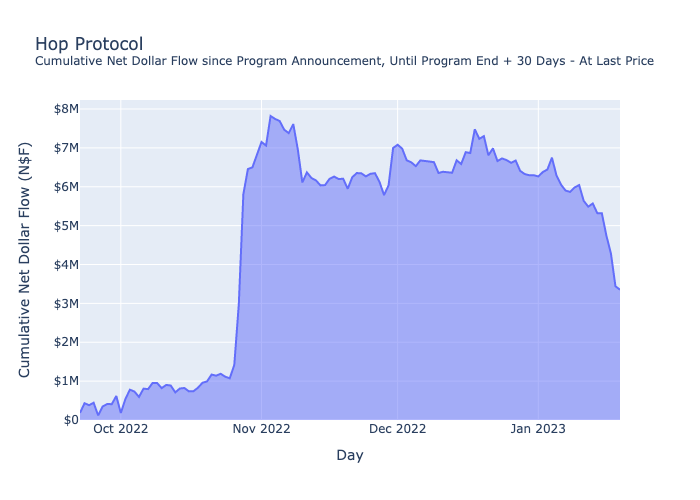 Hop Protocol
Cumulative Net Dollar Flow since Program Announcement, Until Program End + 30 Days - At Last Price
Cumulative Net Dollar Flow (N$F)
$8M
$7M
$6M
$5M
$4M
$3M
$2M
$1M
$0
Oct 2022
Nov 2022
Dec 2022
Jan 2023
Day